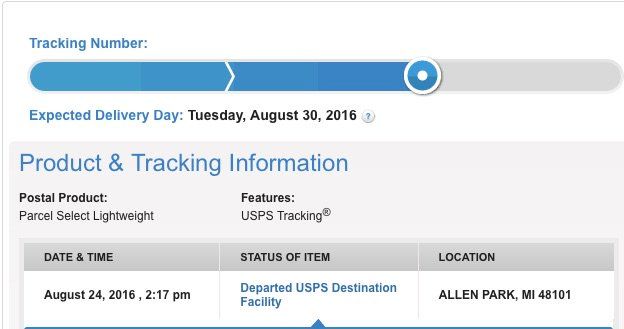 Tracking Number:
Expected Delivery Day: Tuesday, August 30, 2016 ?
Product & Tracking Information
Postal Product: Features:
Parcel Select Lightweight USPS Tracking®
DATE & TIME STATUS OF ITEM LOCATION
August 24, 2016 , 2:17 pm Departed USPS Destination Facility ALLEN PARK, MI 48101